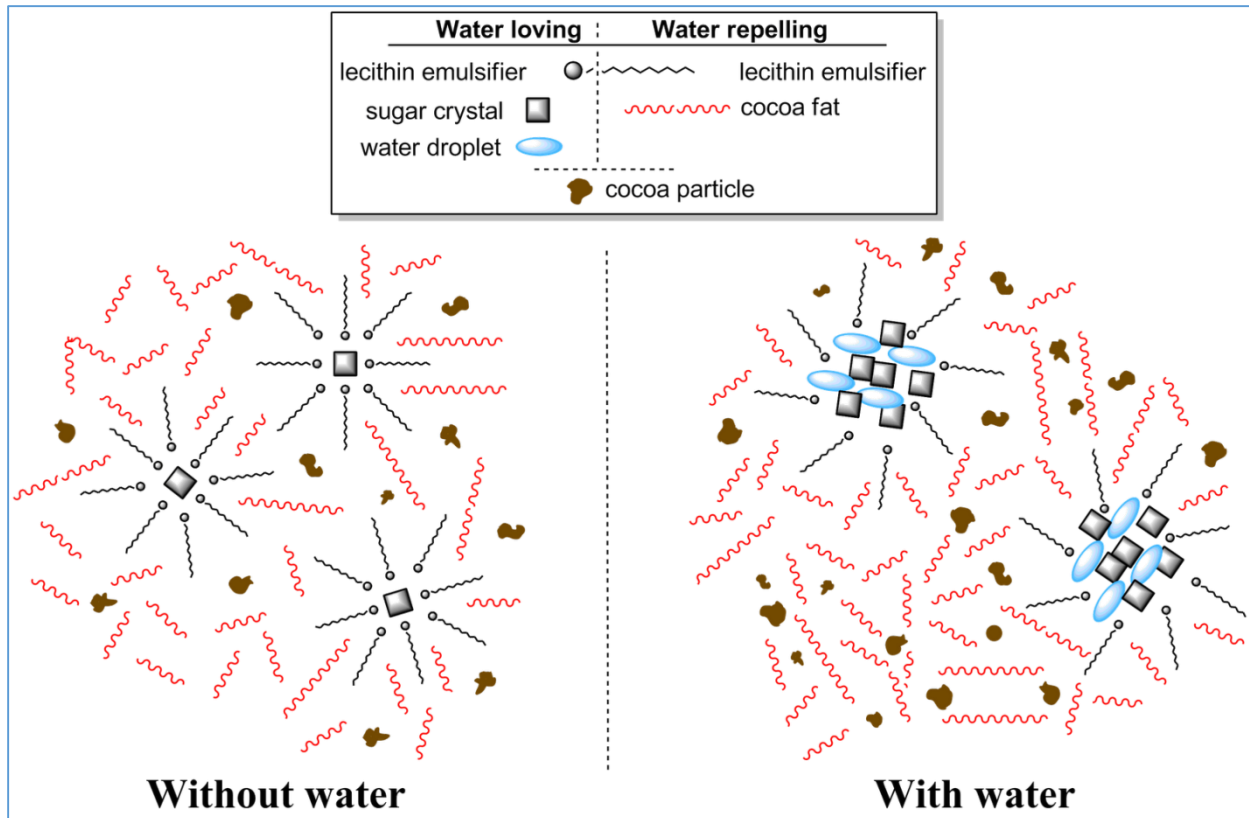 Water loving Water repelling
lecithin emulsifier lecithin emulsifier
sugar crystal cocoa fat
water droplet
cocoa particle
Without water With water